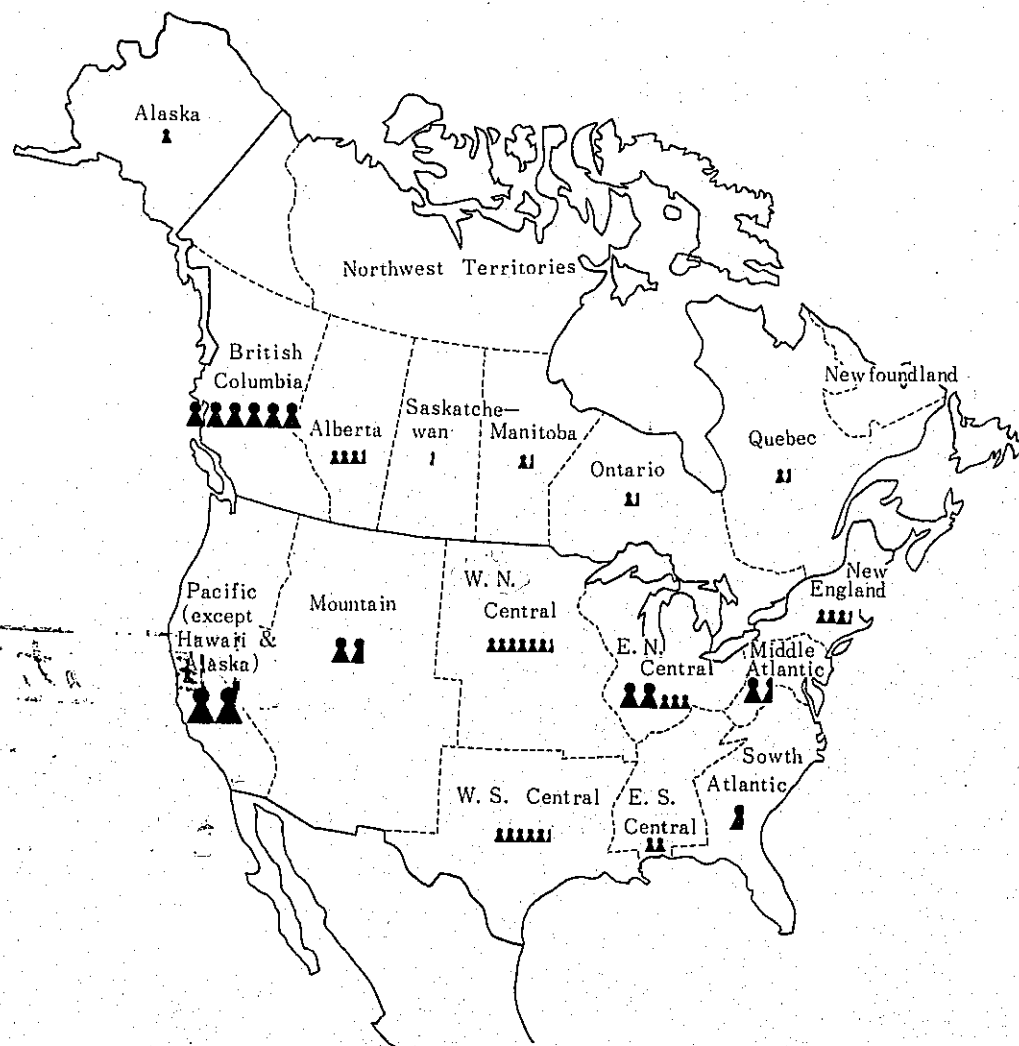 Alaska
Northwest Territories
British
Columbia
Alberta
Saskatche—
wan
Manitoba
Ontario
Quebec
Newfoundland
Pacific
(except
Hawari &
Alaska)
Mountain
W. N.
Central
E. N.
Central
New
England
Middle
Atlantic
W. S. Central
E. S.
Central
Sowth
Atlantic